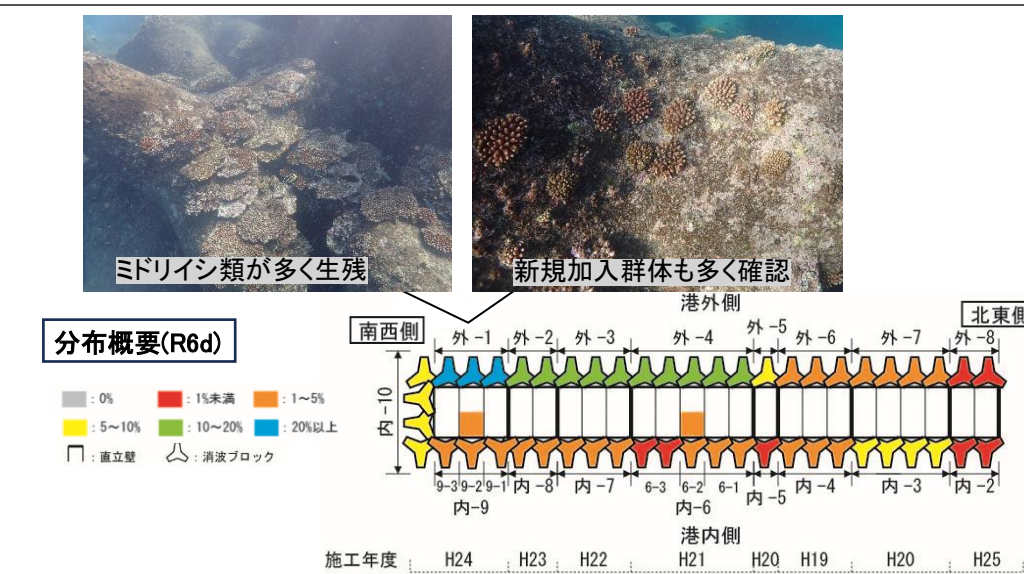 ミドリイシ類が多く生残
新規加入群体も多く確認
港外側
南西側
北東側
外-1 外-2 外-3 外-4 外-5 外-6 外-7 外-8
分布概要(R6d)
:0% :1%未満 :1～5%
:5～10% :10～20% :20%以上
:直立壁 :消波ブロック
内-10
9-3 9-2 9-1 内-8 内-7 6-3 6-2 6-1 内-5 内-4 内-3 内-2
内-9 内-6
港内側
施工年度 H24 H23 H22 H21 H20 H19 H20 H25